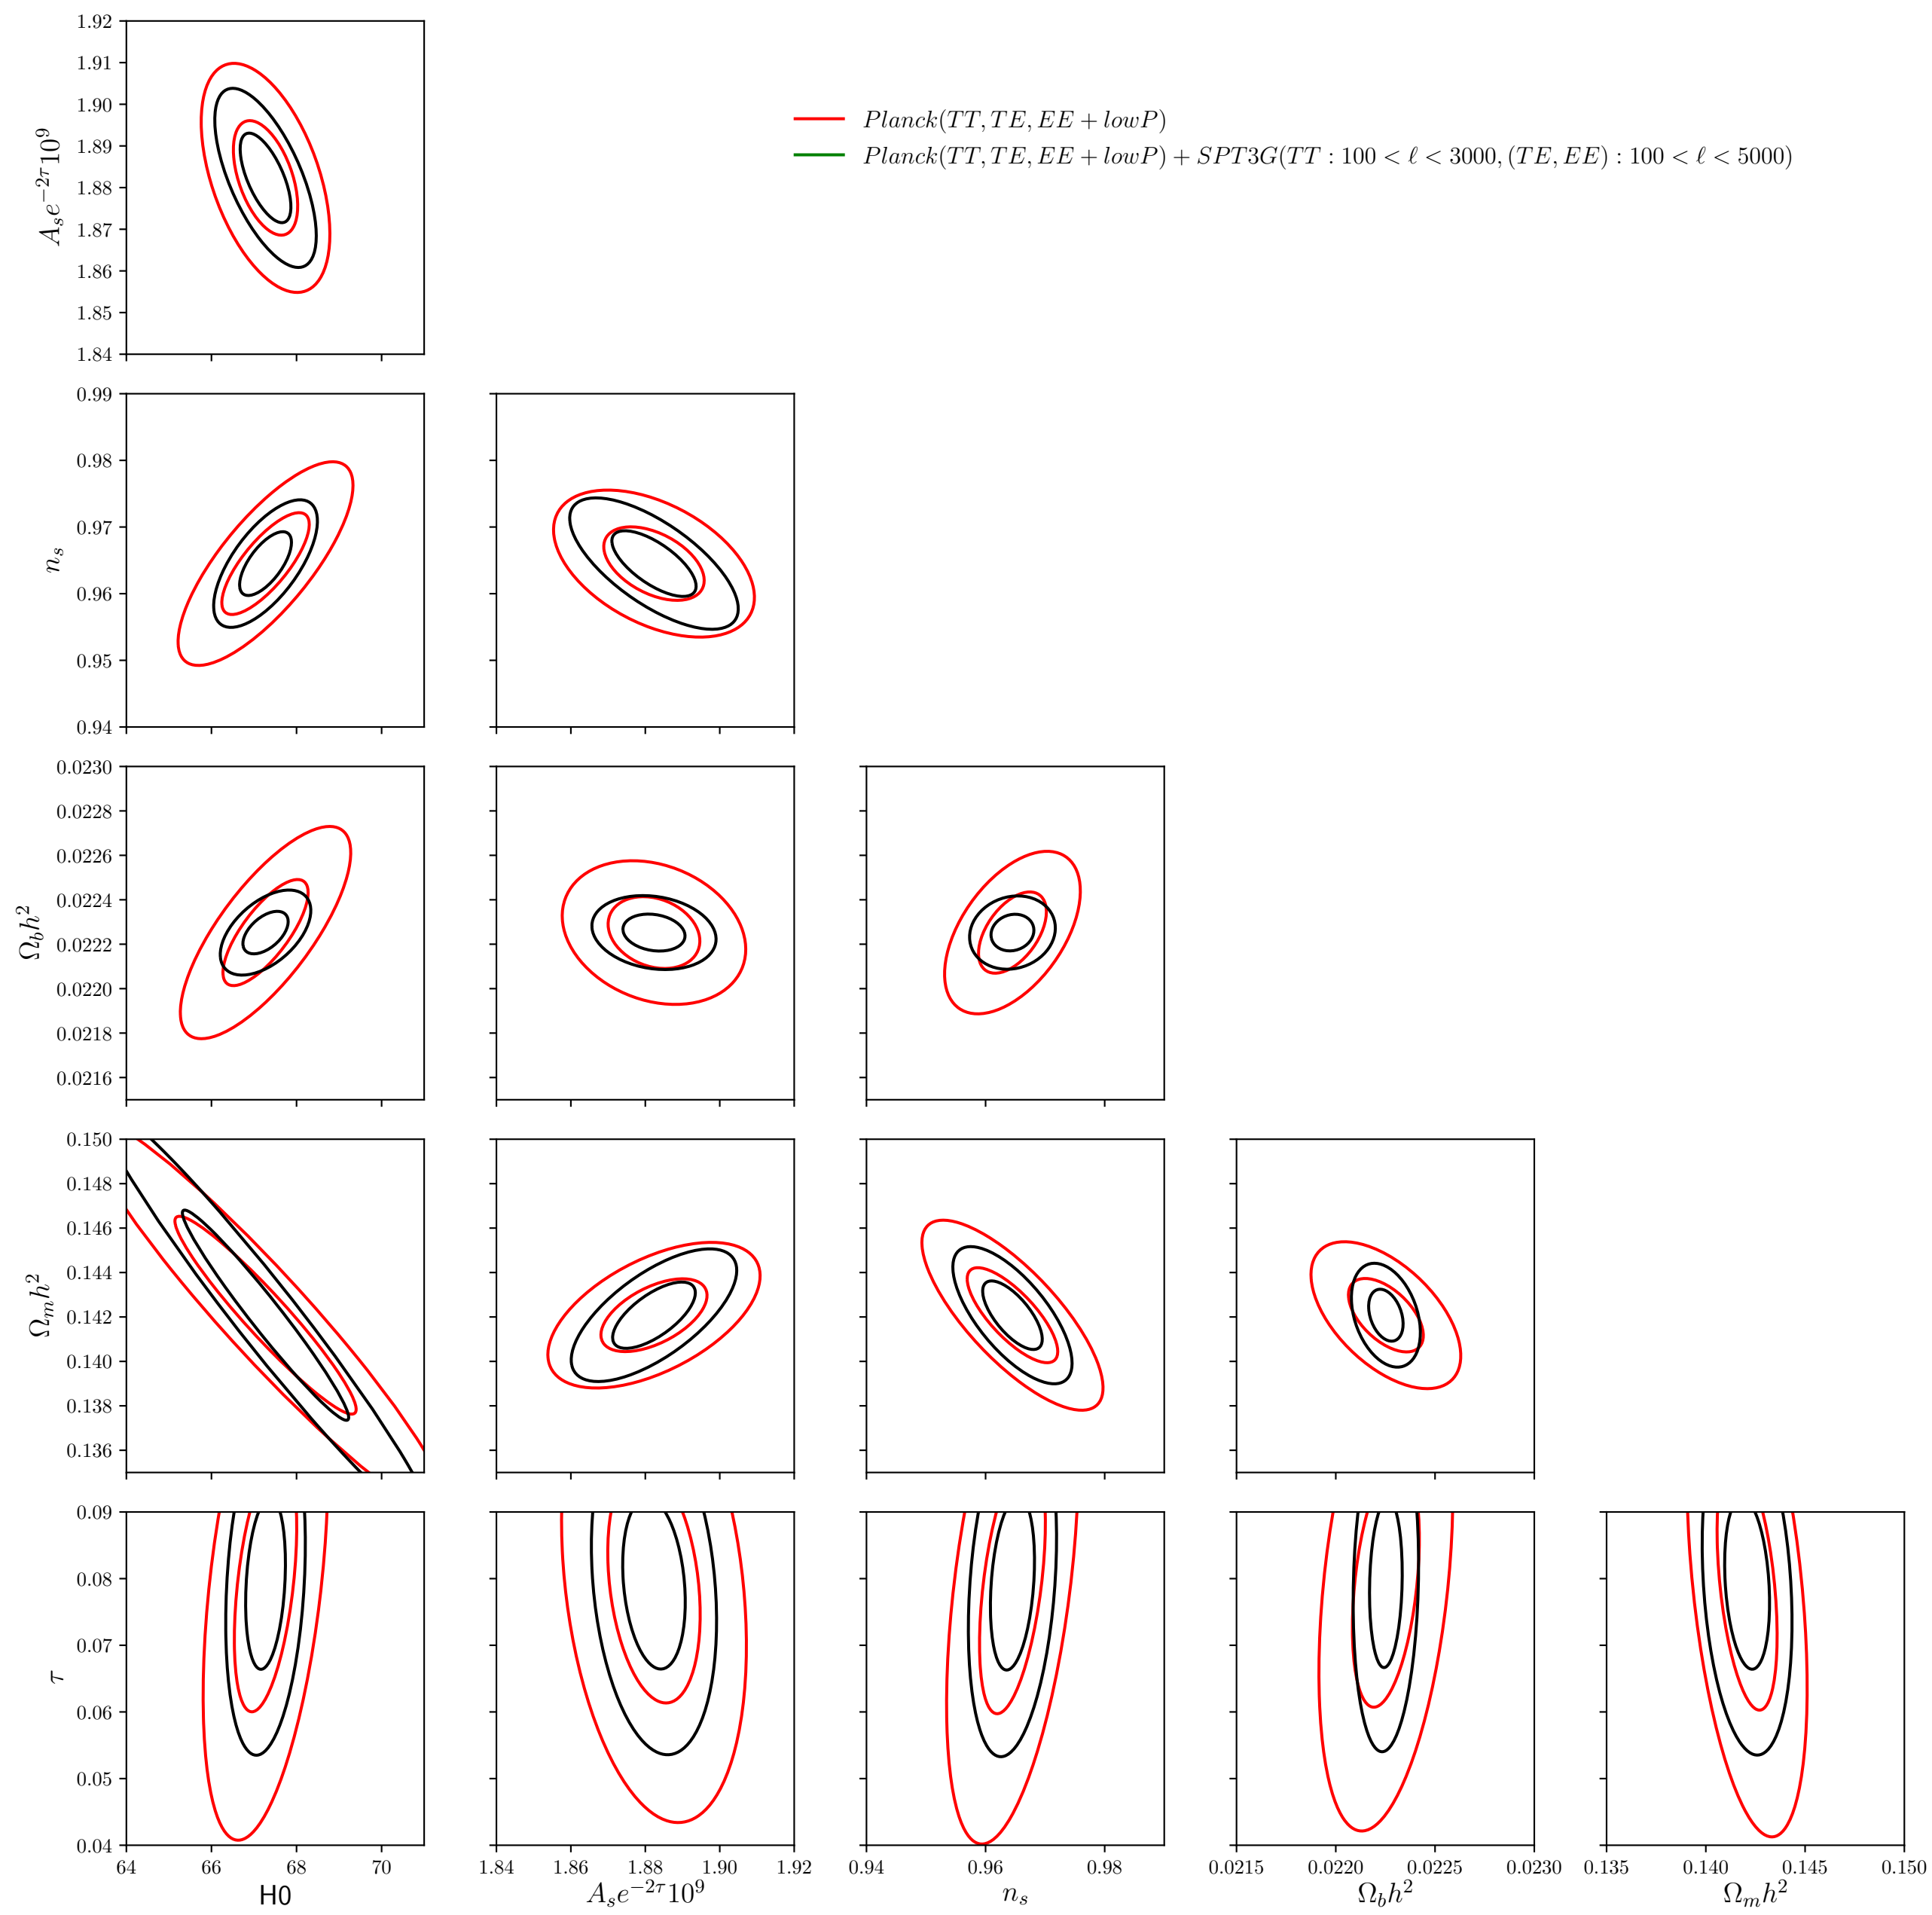 1.92
1.91
1.90
1.89
1.88
1.87
1.86
1.85
1.84
A_s e^{-2τ}10^9
Planck(TT, TE, EE + lowP)
Planck(TT, TE, EE + lowP) + SPT3G(TT : 100 < ℓ < 3000, (TE, EE) : 100 < ℓ < 5000)
0.99
0.98
0.97
0.96
0.95
0.94
n_s
0.0230
0.0228
0.0226
0.0224
0.0222
0.0220
0.0218
0.0216
Ω_b h^2
0.150
0.148
0.146
0.144
0.142
0.140
0.138
0.136
Ω_m h^2
0.09
0.08
0.07
0.06
0.05
0.04
τ
64 66 68 70
H0
1.84 1.86 1.88 1.90 1.92
A_s e^{-2τ}10^9
0.94 0.96 0.98
n_s
0.0215 0.0220 0.0225 0.0230
Ω_b h^2
0.135 0.140 0.145 0.150
Ω_m h^2